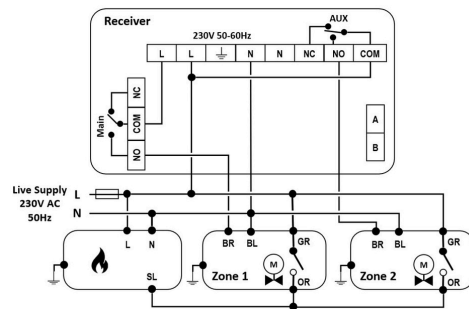 Receiver
AUX
230V 50-60Hz
L L N N NC NO COM
NC
COM
NO
Main
A
B
Live Supply
230V AC
50Hz
L
N
L N
SL
BR BL GR
M
Zone 1
OR
BR BL GR
M
Zone 2
OR